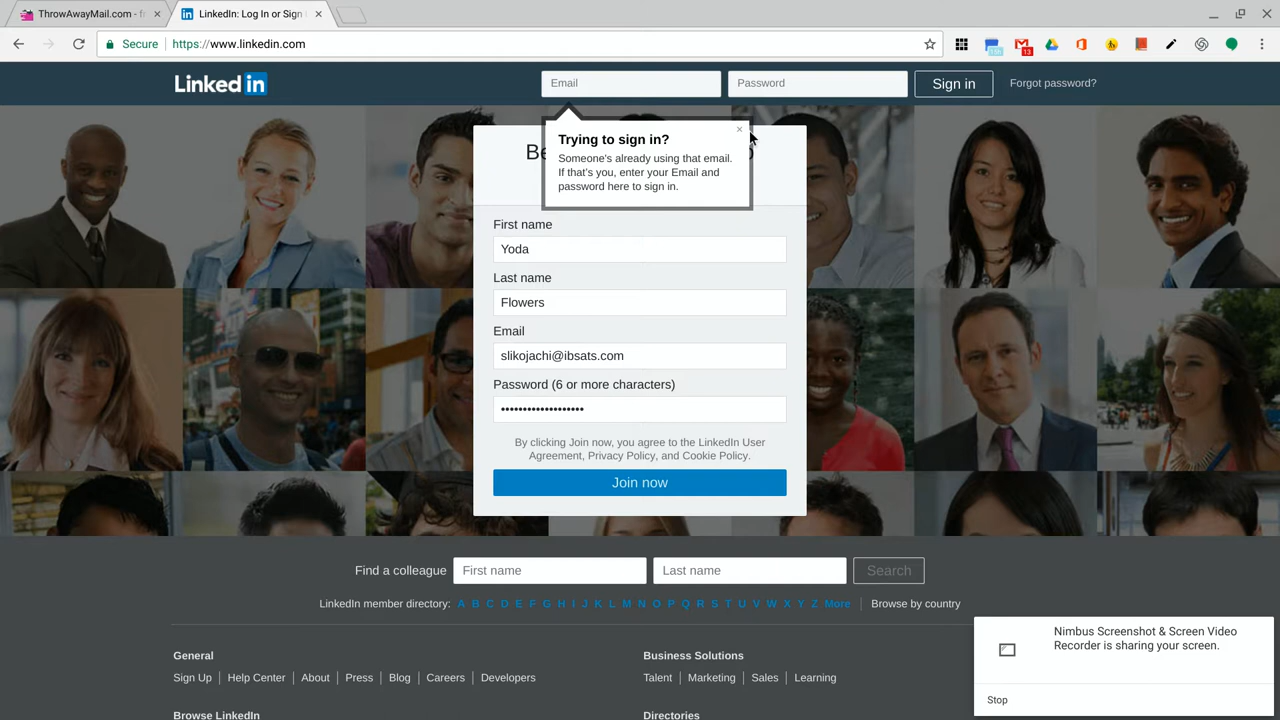 ThrowAwayMail.com - fr
LinkedIn: Log In or Sign
Secure https://www.linkedin.com
13
Linked in
Email
Password
Sign in
Forgot password?
Trying to sign in?
Someone's already using that email.
If that's you, enter your Email and
password here to sign in.
First name
Yoda
Last name
Flowers
Email
slikojachi@ibsats.com
Password (6 or more characters)
•••••••••••••••••••
By clicking Join now, you agree to the LinkedIn User
Agreement, Privacy Policy, and Cookie Policy.
Join now
Find a colleague First name Last name Search
LinkedIn member directory: A B C D E F G H I J K L M N O P Q R S T U V W X Y Z More Browse by country
General
Sign Up Help Center About Press Blog Careers Developers
Business Solutions
Talent Marketing Sales Learning
Browse LinkedIn
Directories
Nimbus Screenshot & Screen Video
Recorder is sharing your screen.
Stop